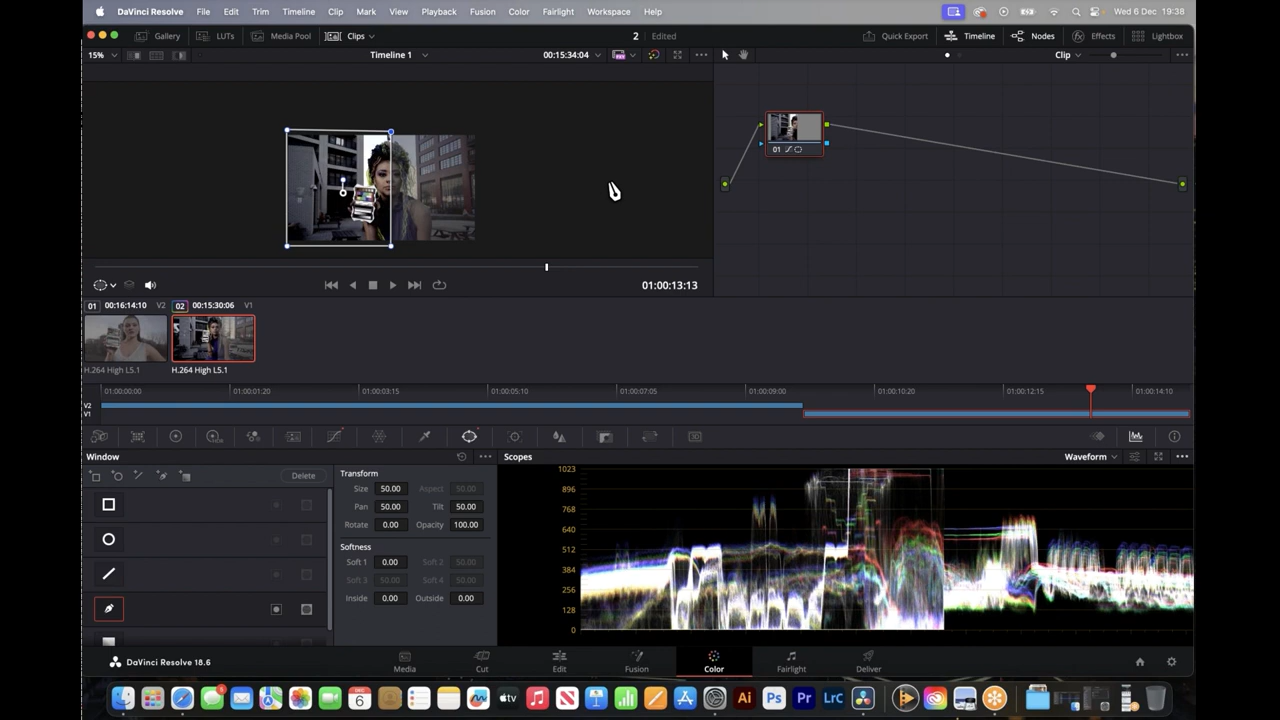 DaVinci Resolve File Edit Trim Timeline Clip Mark View Playback Fusion Color Fairlight Workspace Help Wed 6 Dec 19:38
Gallery LUTs Media Pool Clips 2 Edited Quick Export Timeline Nodes Effects Lightbox
15% Timeline 1 00:15:34:04 Clip
01
01:00:13:13
01 00:16:14:10 V2 02 00:15:30:06 V1
H.264 High L5.1 H.264 High L5.1
01:00:00:00 01:00:01:20 01:00:03:15 01:00:05:10 01:00:07:05 01:00:09:00 01:00:10:20 01:00:12:15 01:00:14:10
V2
V1
Window Scopes Waveform
Delete Transform
Size 50.00 Aspect 50.00
Pan 50.00 Tilt 50.00
Rotate 0.00 Opacity 100.00
Softness
Soft 1 0.00 Soft 2 50.00
Soft 3 50.00 Soft 4 50.00
Inside 0.00 Outside 0.00
1023
896
768
640
512
384
256
128
0
DaVinci Resolve 18.6 Media Cut Edit Fusion Color Fairlight Deliver
DEC
6
tv
Ai Ps Pr LrC